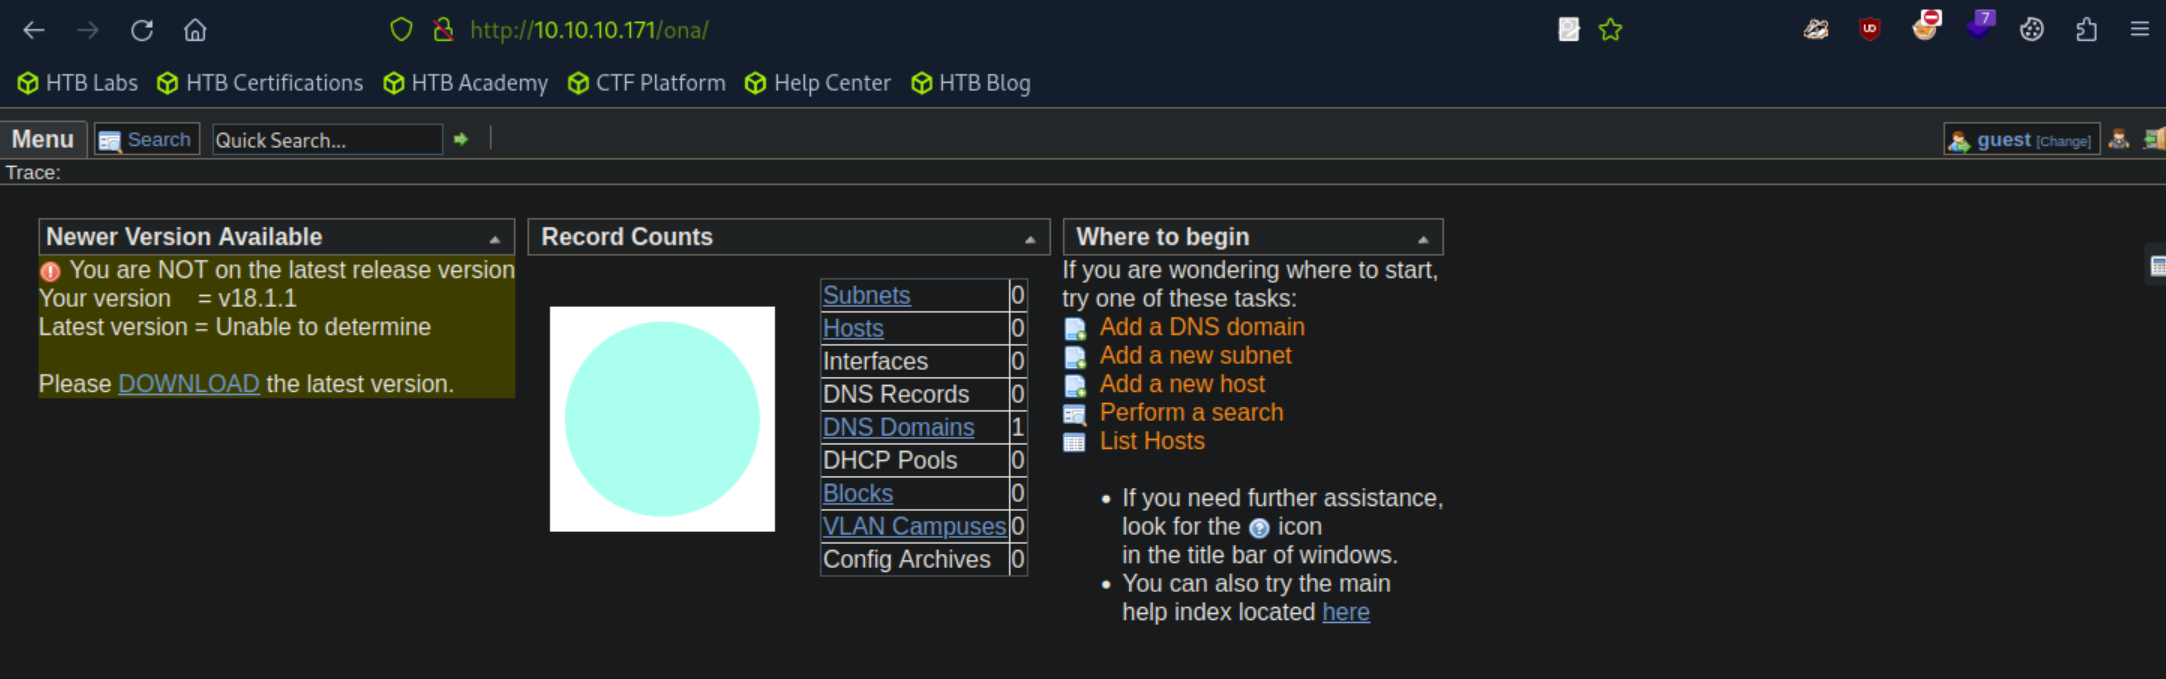 http://10.10.10.171/ona/
7
HTB Labs HTB Certifications HTB Academy CTF Platform Help Center HTB Blog
Menu Search Quick Search... guest [Change]
Trace:
Newer Version Available
You are NOT on the latest release version
Your version = v18.1.1
Latest version = Unable to determine
Please DOWNLOAD the latest version.
Record Counts
Subnets 0
Hosts 0
Interfaces 0
DNS Records 0
DNS Domains 1
DHCP Pools 0
Blocks 0
VLAN Campuses 0
Config Archives 0
Where to begin
If you are wondering where to start,
try one of these tasks:
Add a DNS domain
Add a new subnet
Add a new host
Perform a search
List Hosts
• If you need further assistance,
look for the icon
in the title bar of windows.
• You can also try the main
help index located here